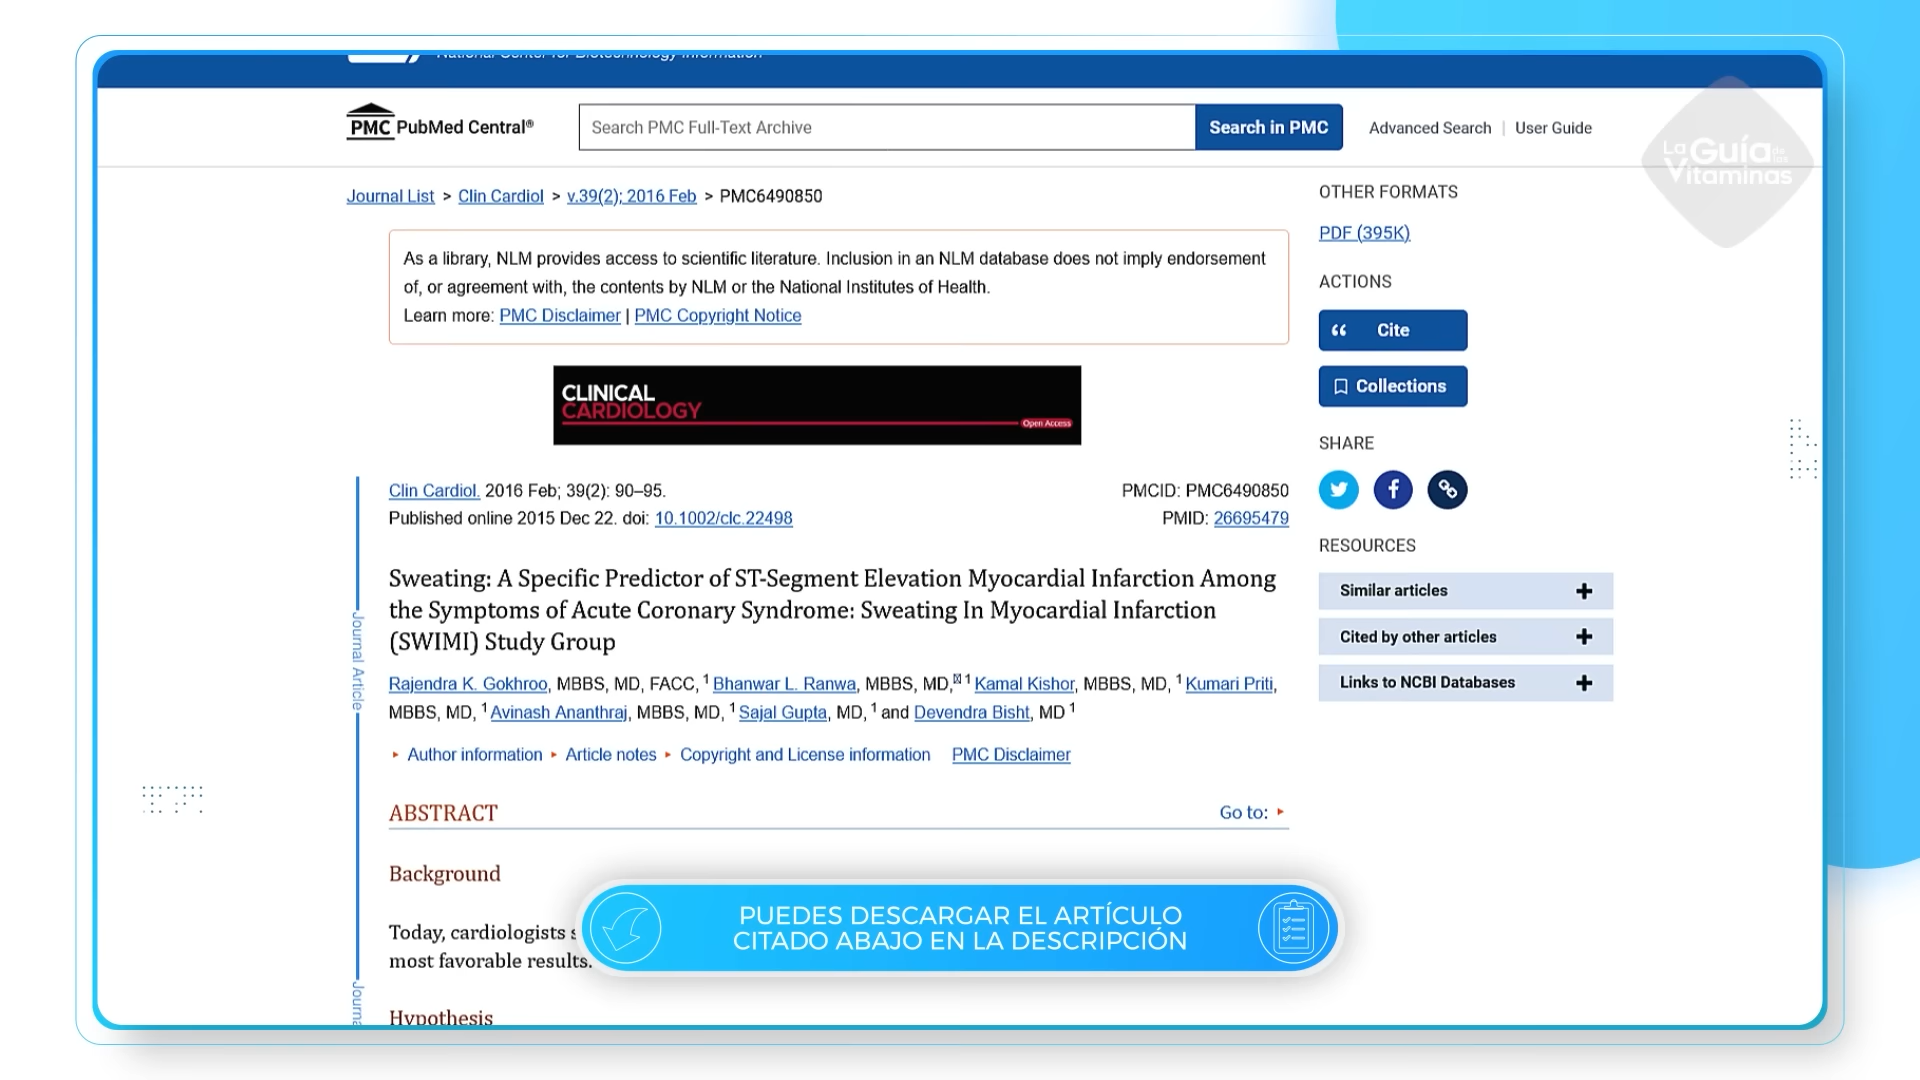 National Center for Biotechnology Information
PMC PubMed Central®
Search PMC Full-Text Archive
Search in PMC
Advanced Search | User Guide
La Guía de las Vitaminas
Journal List > Clin Cardiol > v.39(2); 2016 Feb > PMC6490850
As a library, NLM provides access to scientific literature. Inclusion in an NLM database does not imply endorsement
of, or agreement with, the contents by NLM or the National Institutes of Health.
Learn more: PMC Disclaimer | PMC Copyright Notice
CLINICAL
CARDIOLOGY
Open Access
Clin Cardiol. 2016 Feb; 39(2): 90–95.
Published online 2015 Dec 22. doi: 10.1002/clc.22498
PMCID: PMC6490850
PMID: 26695479
Sweating: A Specific Predictor of ST-Segment Elevation Myocardial Infarction Among
the Symptoms of Acute Coronary Syndrome: Sweating In Myocardial Infarction
(SWIMI) Study Group
Rajendra K. Gokhroo, MBBS, MD, FACC, 1 Bhanwar L. Ranwa, MBBS, MD, 1 Kamal Kishor, MBBS, MD, 1 Kumari Priti,
MBBS, MD, 1 Avinash Ananthraj, MBBS, MD, 1 Sajal Gupta, MD, 1 and Devendra Bisht, MD 1
Author information Article notes Copyright and License information PMC Disclaimer
ABSTRACT
Go to:
Background
Today, cardiologists
most favorable results.
Hypothesis
Journal Article
OTHER FORMATS
PDF (395K)
ACTIONS
Cite
Collections
SHARE
RESOURCES
Similar articles
Cited by other articles
Links to NCBI Databases
PUEDES DESCARGAR EL ARTÍCULO
CITADO ABAJO EN LA DESCRIPCIÓN